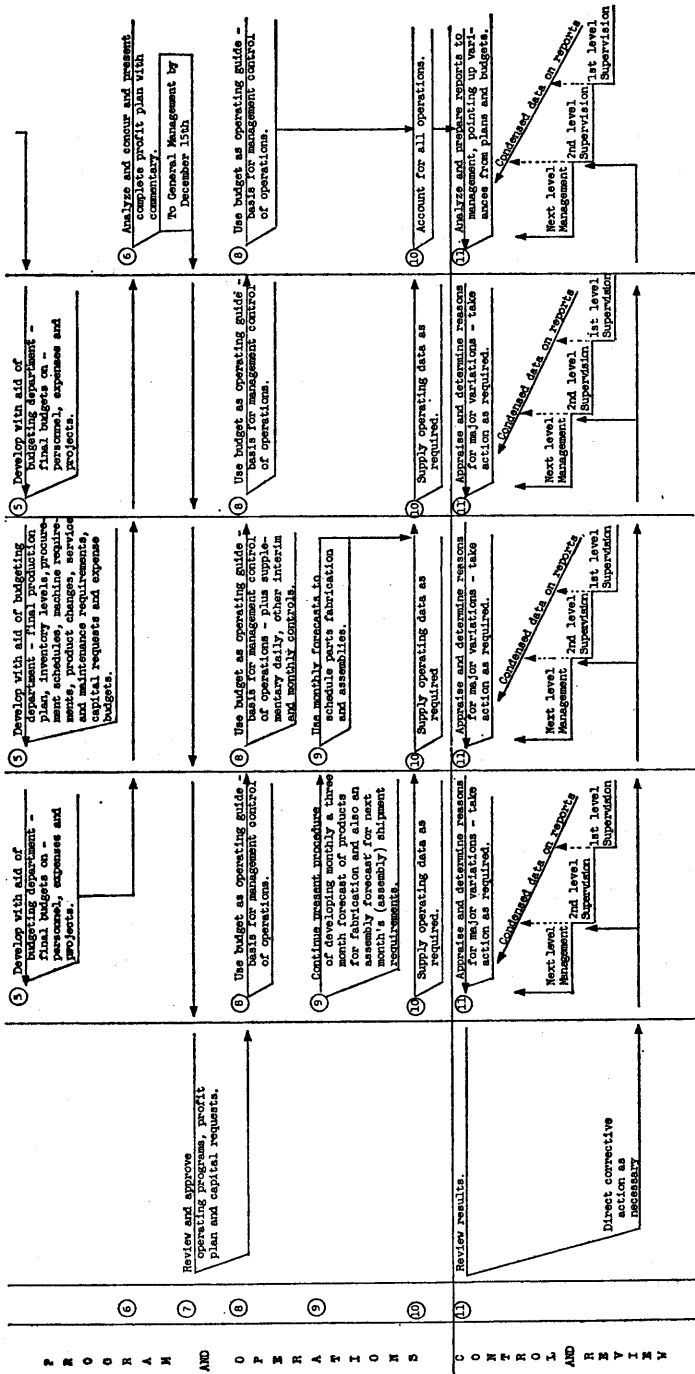 P R O G R A M
AND
O P E R A T I O N S
C O N T R O L
AND
R E V I E W
5 Develop with aid of
budgeting department -
final budgets on -
personnel, expenses and
projects.
5 Develop with aid of budgeting
department - final production
plan, inventory levels, procure-
ment schedules, machine require-
ments, product changes, service
and maintenance requirements,
capital requests and expense
budgets.
5 Develop with aid of
budgeting department -
final budgets on -
personnel, expenses and
projects.
6
6 Analyze and concur and present
complete profit plan with
commentary.
To General Management by
December 15th
7
Review and approve
operating programs, profit
plan and capital requests.
8
8 Use budget as operating guide -
basis for management control
of operations.
8 Use budget as operating guide -
basis for management control
of operations - plus supple-
mentary daily, other interim
and monthly controls.
8 Use budget as operating guide -
basis for management control
of operations.
8 Use budget as operating guide -
basis for management control
of operations.
9
9 Continue present procedure
of developing monthly a three
month forecast of products
for fabrication and also an
assembly forecast for next
month's (assembly) shipment
requirements.
9 Use monthly forecasts to
schedule parts fabrication
and assemblies.
10
10 Supply operating data as
required.
10 Supply operating data as
required
10 Supply operating data as
required.
10 Account for all operations.
11
Review results.
Direct corrective
action as
necessary
11 Appraise and determine reasons
for major variations - take
action as required.
Condensed data on reports
Next level
Management
2nd level
Supervision
1st level
Supervision
11 Appraise and determine reasons
for major variations - take
action as required.
Condensed data on reports
Next level
Management
2nd level
Supervision
1st level
Supervision
11 Appraise and determine reasons
for major variations - take
action as required.
Condensed data on reports
Next level
Management
2nd level
Supervision
1st level
Supervision
11 Analyze and prepare reports to
management, pointing up vari-
ances from plans and budgets.
Condensed data on reports
Next level
Management
2nd level
Supervision
1st level
Supervision